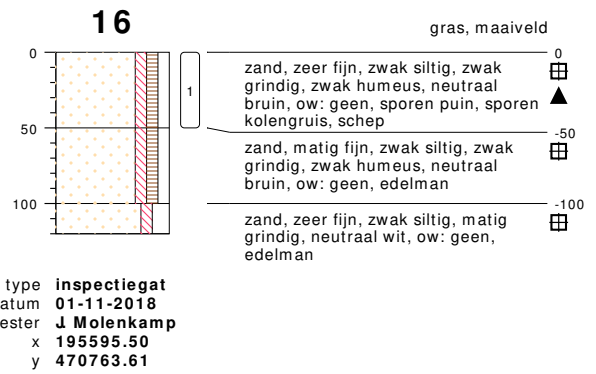 16
gras, maaiveld
0
0
zand, zeer fijn, zwak siltig, zwak
grindig, zwak humeus, neutraal
bruin, ow: geen, sporen puin, sporen
kolengruis, schep
1
50
-50
zand, matig fijn, zwak siltig, zwak
grindig, zwak humeus, neutraal
bruin, ow: geen, edelman
100
-100
zand, zeer fijn, zwak siltig, matig
grindig, neutraal wit, ow: geen,
edelman
type inspectiegat
atum 01-11-2018
ester J. Molenkamp
x 195595.50
y 470763.61